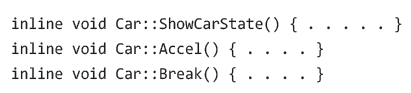 inline void Car::ShowCarState() { . . . . . }
inline void Car::Accel() { . . . . }
inline void Car::Break() { . . . . }